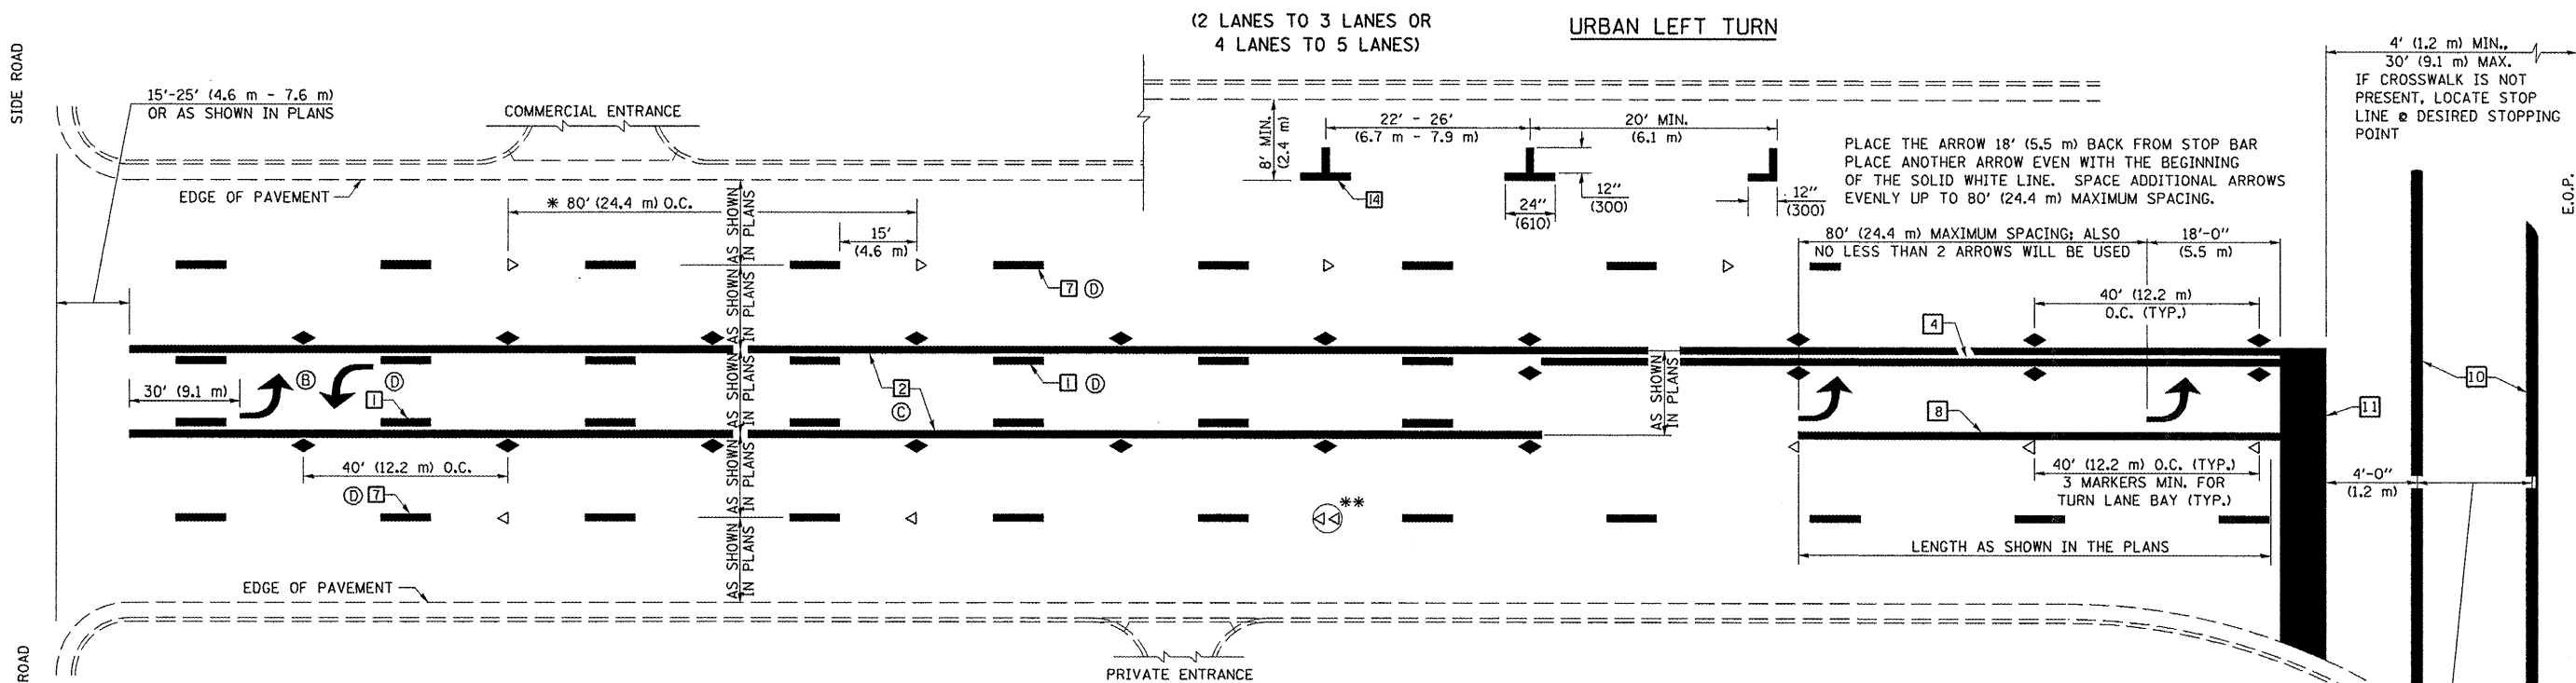 (2 LANES TO 3 LANES OR
4 LANES TO 5 LANES)
URBAN LEFT TURN
SIDE ROAD
15'-25' (4.6 m - 7.6 m)
OR AS SHOWN IN PLANS
COMMERCIAL ENTRANCE
EDGE OF PAVEMENT
* 80' (24.4 m) O.C.
15'
(4.6 m)
8' MIN.
(2.4 m)
22' - 26'
(6.7 m - 7.9 m)
20' MIN.
(6.1 m)
14
24"
(610)
12"
(300)
12"
(300)
4' (1.2 m) MIN.,
30' (9.1 m) MAX.
IF CROSSWALK IS NOT
PRESENT, LOCATE STOP
LINE @ DESIRED STOPPING
POINT
E.O.P.
PLACE THE ARROW 18' (5.5 m) BACK FROM STOP BAR
PLACE ANOTHER ARROW EVEN WITH THE BEGINNING
OF THE SOLID WHITE LINE. SPACE ADDITIONAL ARROWS
EVENLY UP TO 80' (24.4 m) MAXIMUM SPACING.
80' (24.4 m) MAXIMUM SPACING; ALSO
NO LESS THAN 2 ARROWS WILL BE USED
18'-0"
(5.5 m)
40' (12.2 m)
O.C. (TYP.)
AS SHOWN
IN PLANS
AS SHOWN
IN PLANS
AS SHOWN
IN PLANS
AS SHOWN
IN PLANS
AS SHOWN
IN PLANS
7 D
4
30' (9.1 m)
B
D
1
2
C
1 D
AS SHOWN
IN PLANS
8
10
11
40' (12.2 m) O.C.
D 7
**
40' (12.2 m) O.C. (TYP.)
3 MARKERS MIN. FOR
TURN LANE BAY (TYP.)
4'-0"
(1.2 m)
LENGTH AS SHOWN IN THE PLANS
EDGE OF PAVEMENT
PRIVATE ENTRANCE
ROAD